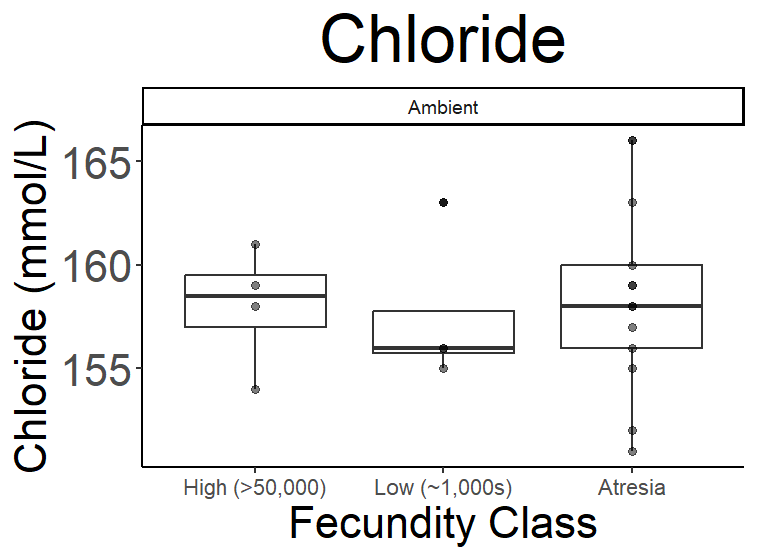 Chloride
Ambient
Chloride (mmol/L)
165
160
155
High (>50,000) Low (~1,000s) Atresia
Fecundity Class